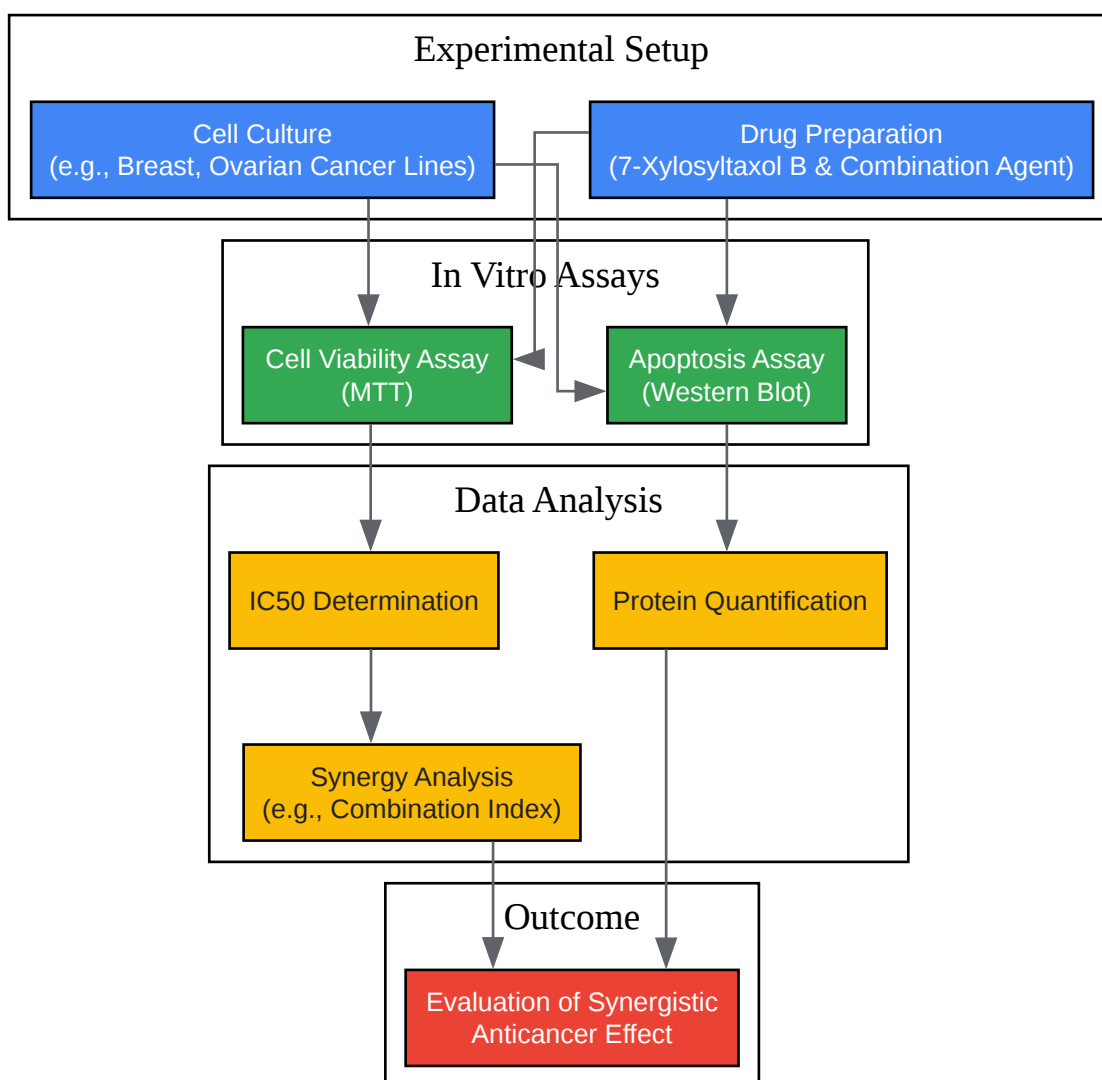 Experimental Setup
Cell Culture
(e.g., Breast, Ovarian Cancer Lines)
Drug Preparation
(7-Xylosyltaxol B & Combination Agent)
In Vitro Assays
Cell Viability Assay
(MTT)
Apoptosis Assay
(Western Blot)
Data Analysis
IC50 Determination
Protein Quantification
Synergy Analysis
(e.g., Combination Index)
Outcome
Evaluation of Synergistic
Anticancer Effect